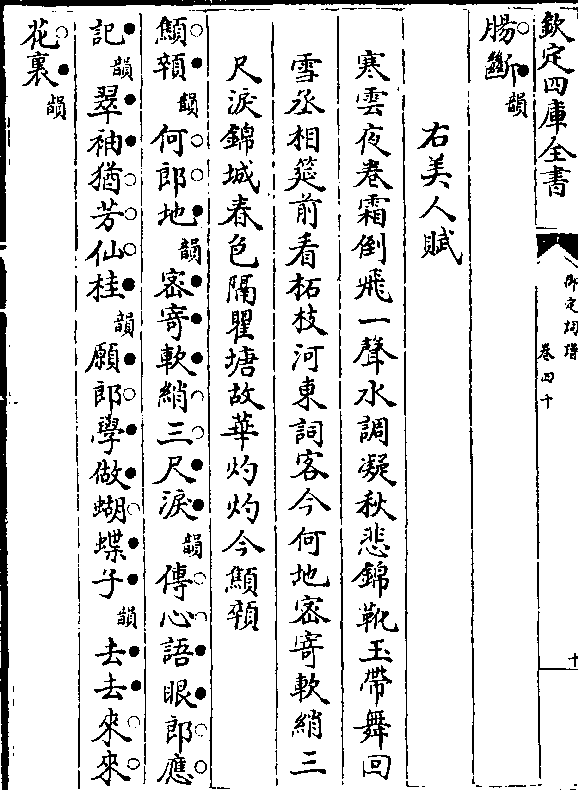 欽定四庫全書
御定詞譜
卷四十
十
腸斷韻
右美人賦
寒雲夜卷霜倒飛一聲水調凝秋悲錦靴玉帶舞回
雪丞相筵前看柘枝河東詞客今何地密寄軟綃三
尺淚錦城春色隔瞿塘故華灼灼今顦顇
顦顇韻何郎地韻密寄軟綃三尺淚韻傳心語眼郎應
記韻翠袖猶芳仙桂韻願郎學做蝴蝶子韻去去來來
花裏韻